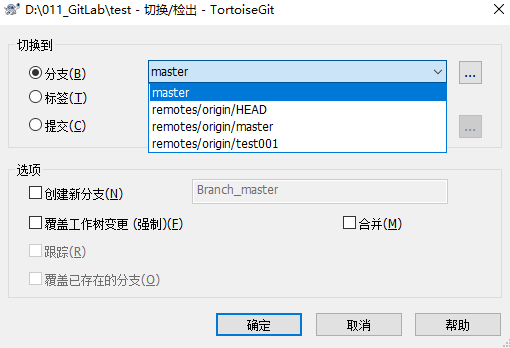 D:\011_GitLab\test - 切换/检出 - TortoiseGit
切换到
分支(B)
master
...
标签(T)
master
remotes/origin/HEAD
提交(C)
remotes/origin/master
...
remotes/origin/test001
选项
创建新分支(N)
Branch_master
覆盖工作树变更 (强制)(F)
合并(M)
跟踪(R)
覆盖已存在的分支(O)
确定
取消
帮助